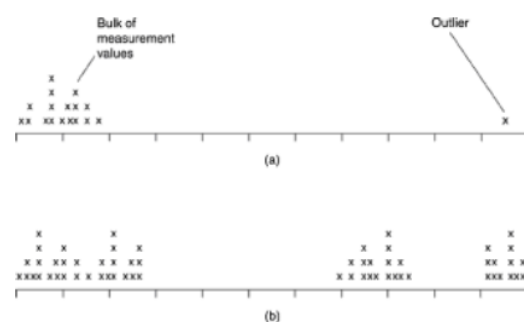 Bulk of
measurement
values
Outlier
(a)
(b)